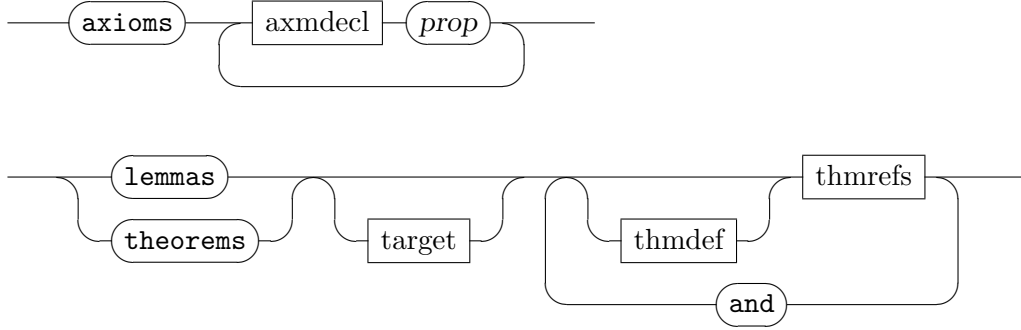 axioms axmdecl prop
lemmas thmrefs
theorems target thmdef
and